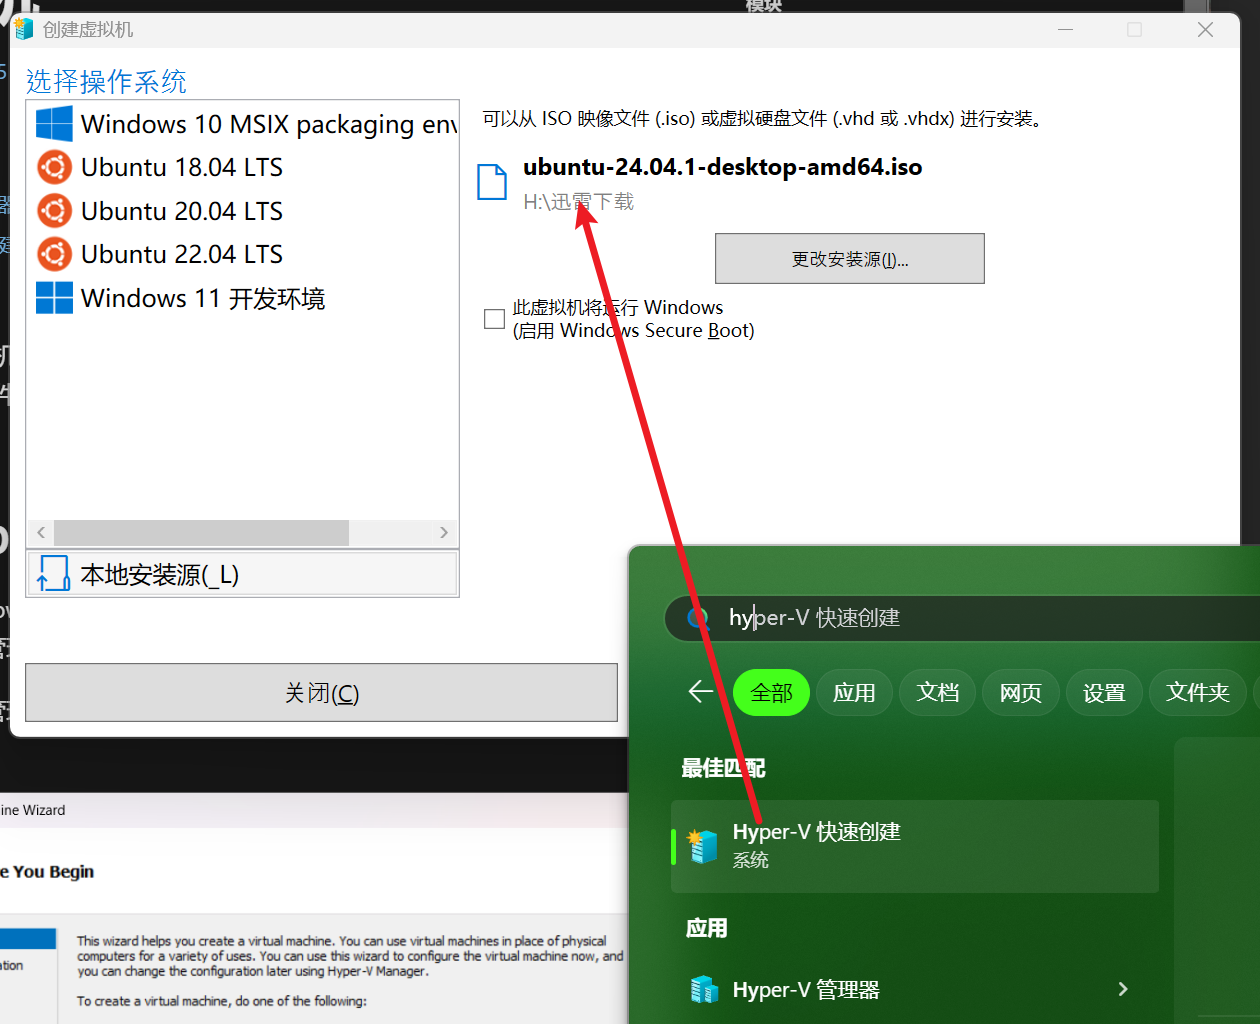 模块
创建虚拟机
选择操作系统
Windows 10 MSIX packaging env
Ubuntu 18.04 LTS
Ubuntu 20.04 LTS
Ubuntu 22.04 LTS
Windows 11 开发环境
本地安装源(_L)
关闭(C)
可以从 ISO 映像文件 (.iso) 或虚拟硬盘文件 (.vhd 或 .vhdx) 进行安装。
ubuntu-24.04.1-desktop-amd64.iso
H:\迅雷下载
更改安装源(I)...
此虚拟机将运行 Windows
(启用 Windows Secure Boot)
hyper-V 快速创建
全部
应用
文档
网页
设置
文件夹
最佳匹配
Hyper-V 快速创建
系统
应用
Hyper-V 管理器
ine Wizard
e You Begin
ation
This wizard helps you create a virtual machine. You can use virtual machines in place of physical
computers for a variety of uses. You can use this wizard to configure the virtual machine now, and
you can change the configuration later using Hyper-V Manager.
To create a virtual machine, do one of the following: